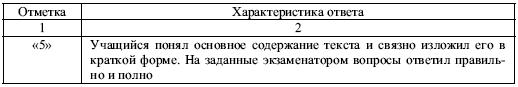 Отметка Характеристика ответа
1 2
«5» Учащийся понял основное содержание текста и связно изложил его в
краткой форме. На заданные экзаменатором вопросы ответил правиль-
но и полно